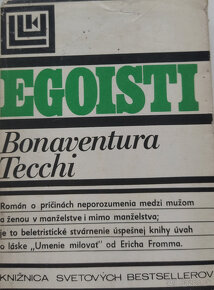 EGOISTI
Bonaventura
Tecchi
Román o príčinách neporozumenia medzi mužom
a ženou v manželstve i mimo manželstva;
je to beletristické stvárnenie úspešnej knihy úvah
o láske „Umenie milovať" od Ericha Fromma.
KNIŽNICA SVETOVÝCH BESTSELLEROV